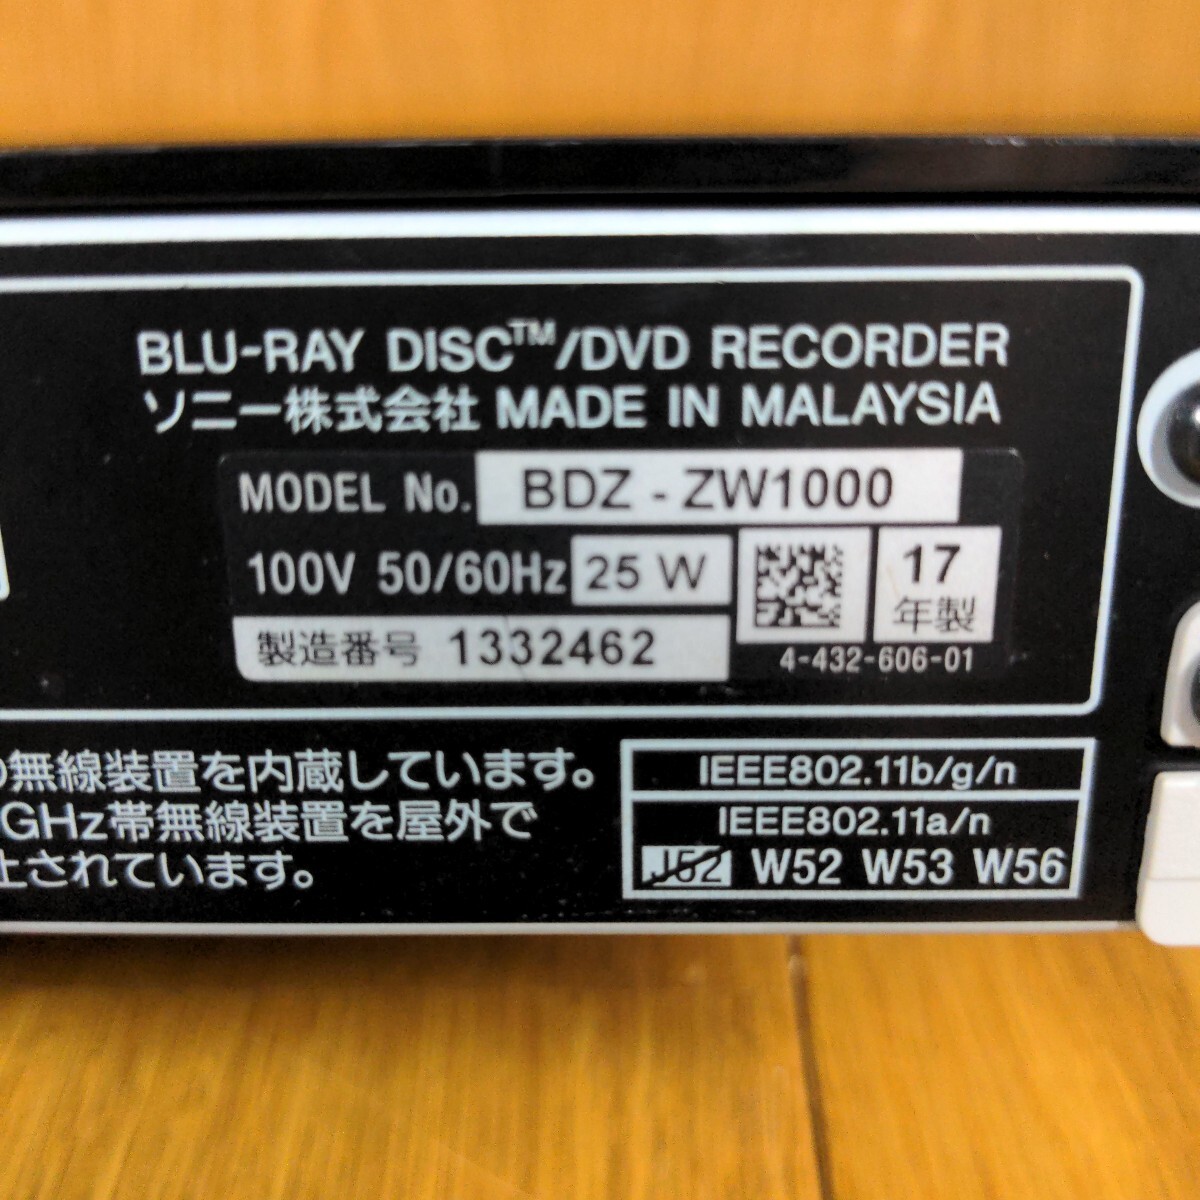 BLU-RAY DISC™/DVD RECORDER
ソニー株式会社 MADE IN MALAYSIA
MODEL No. BDZ - ZW1000
100V 50/60Hz 25 W
17
年製
製造番号 1332462
4-432-606-01
の無線装置を内蔵しています。
GHz帯無線装置を屋外で
止されています。
IEEE802.11b/g/n
IEEE802.11a/n
J52 W52 W53 W56